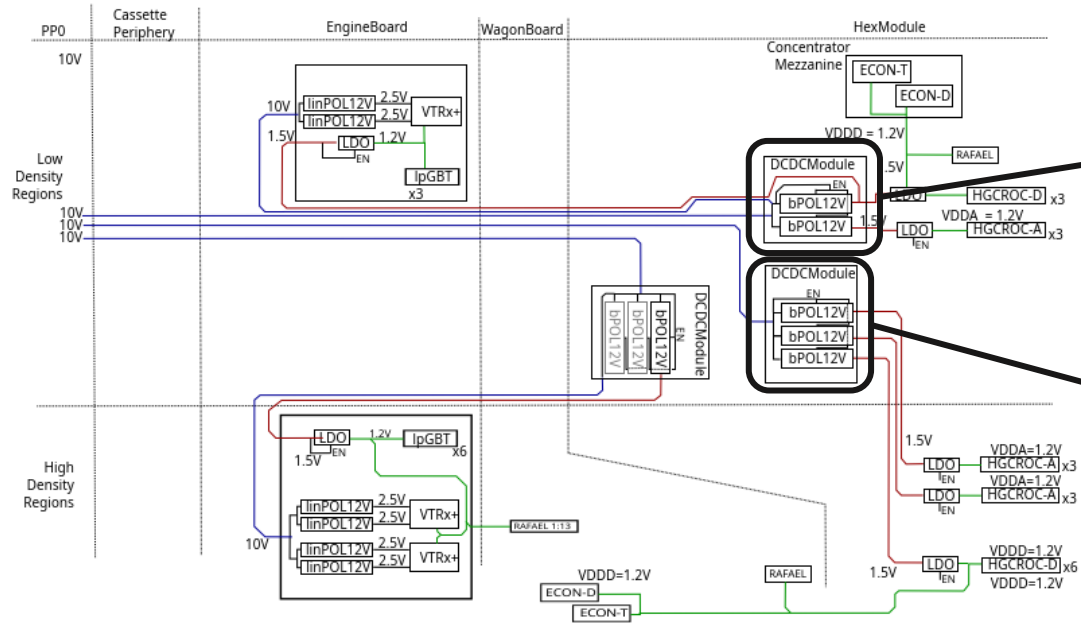 PP0
Cassette
Periphery
EngineBoard
WagonBoard
HexModule
10V
Low
Density
Regions
10V
10V
10V
10V
linPOL12V
linPOL12V
2.5V
2.5V
VTRx+
1.5V
LDO
EN
1.2V
lpGBT
x3
Concentrator
Mezzanine
ECON-T
ECON-D
VDDD = 1.2V
RAFAEL
DCDCModule
EN
bPOL12V
bPOL12V
.5V
LDO
HGCROC-D
x3
1.5V
VDDA = 1.2V
LDO
EN
HGCROC-A
x3
DCDCModule
EN
bPOL12V
bPOL12V
bPOL12V
DCDCModule
EN
bPOL12V
bPOL12V
bPOL12V
High
Density
Regions
LDO
EN
1.5V
1.2V
lpGBT
x6
linPOL12V
linPOL12V
2.5V
2.5V
VTRx+
10V
linPOL12V
linPOL12V
2.5V
2.5V
VTRx+
RAFAEL 1:13
1.5V
VDDA=1.2V
LDO
EN
HGCROC-A
x3
VDDA=1.2V
LDO
EN
HGCROC-A
x3
VDDD=1.2V
1.5V
LDO
EN
HGCROC-D
x6
VDDD=1.2V
VDDD=1.2V
ECON-D
ECON-T
RAFAEL